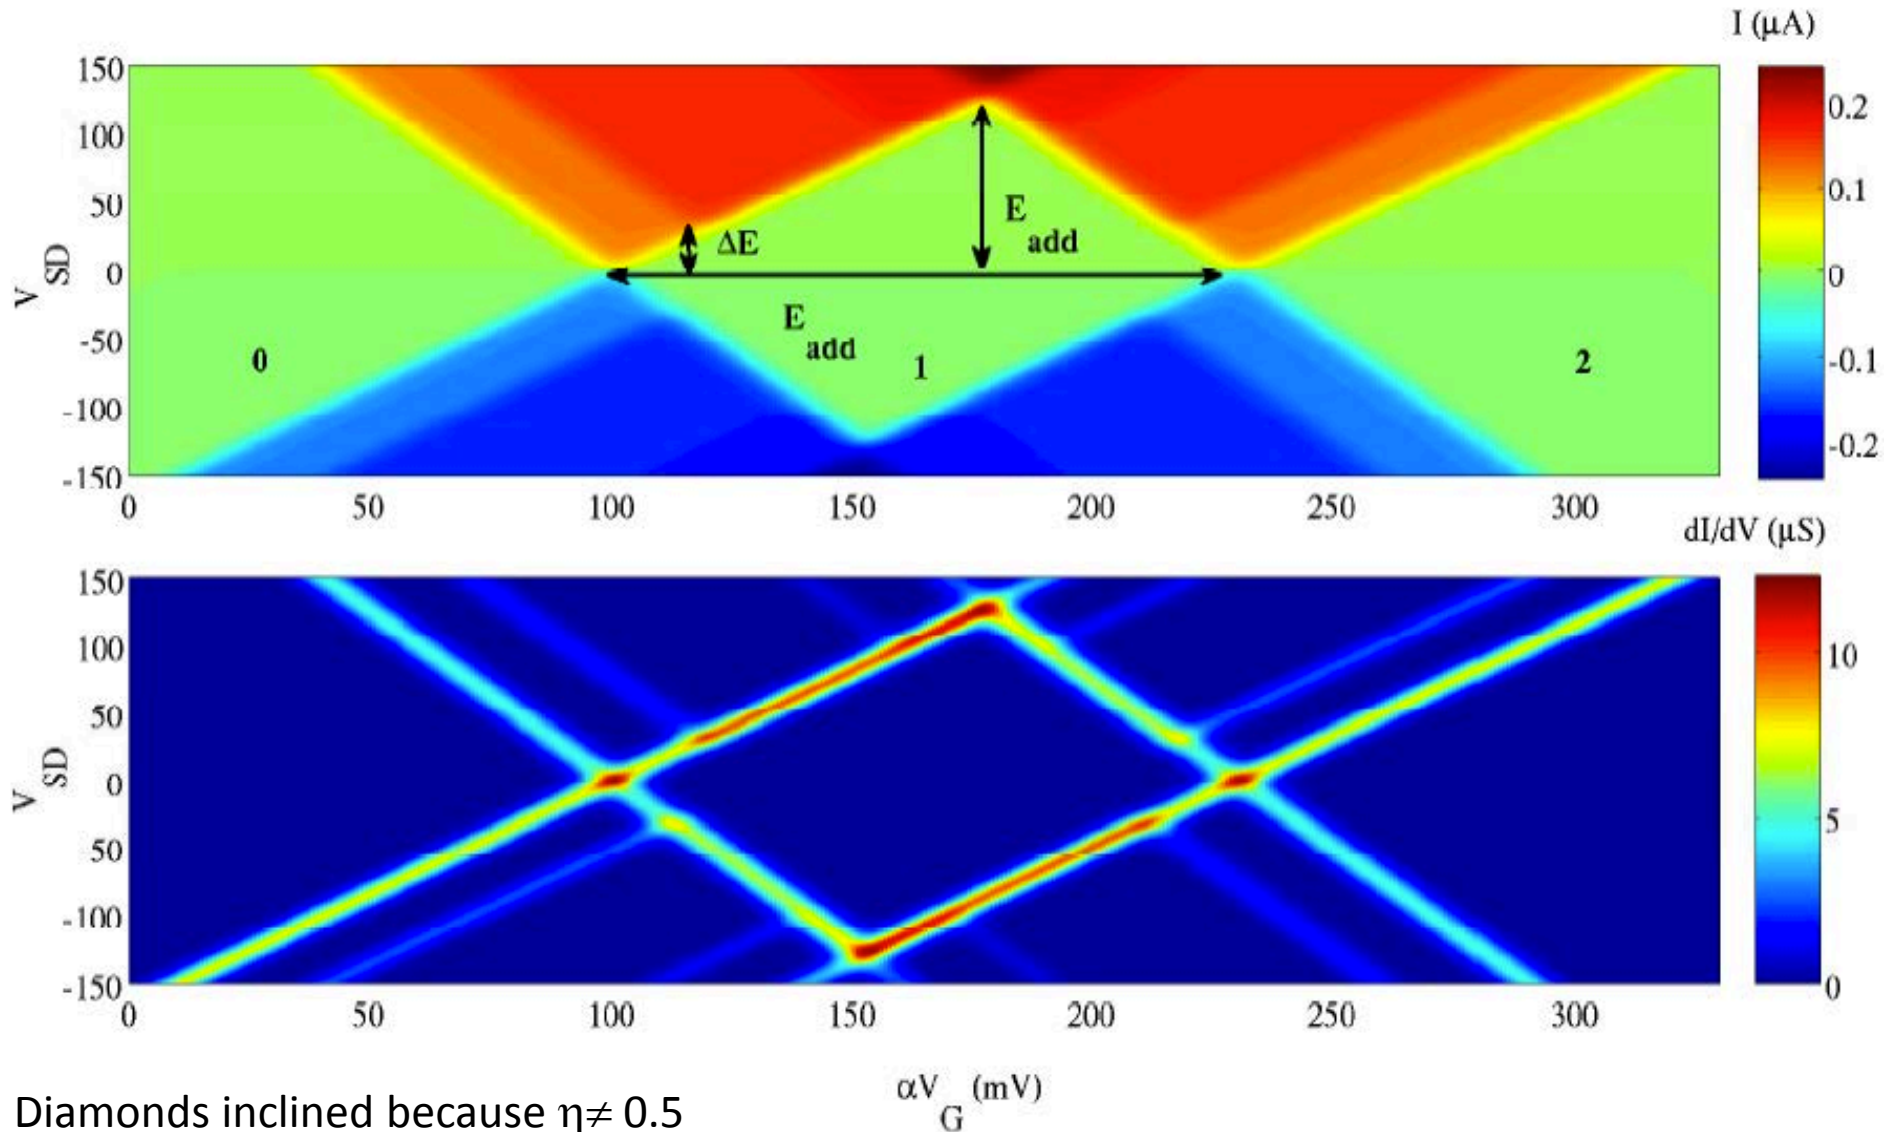 I (μA)
150
100
50
0
-50
-100
-150
V
SD
0.2
0.1
0
-0.1
-0.2
ΔE
E
add
E
add
0
1
2
0
50
100
150
200
250
300
dI/dV (μS)
150
100
50
0
50
-100
-150
V
SD
10
5
0
0
50
100
150
200
250
300
αV
G
(mV)
Diamonds inclined because η≠ 0.5